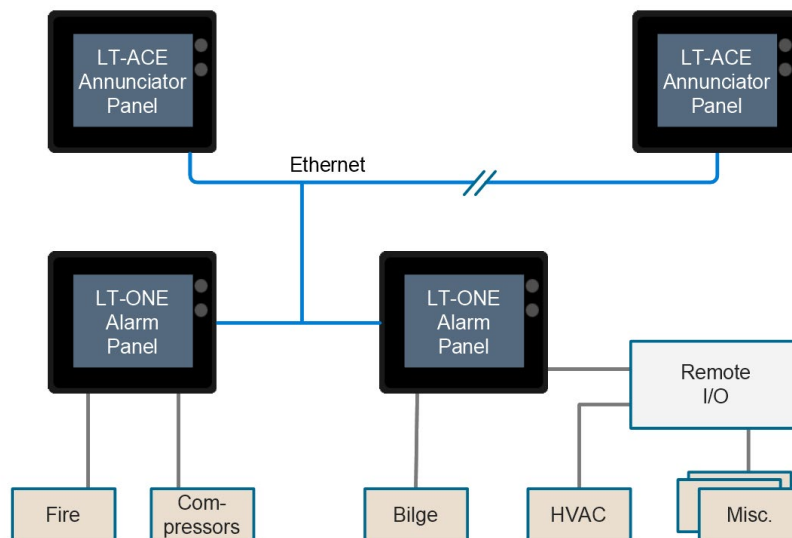 LT-ACE
Annunciator
Panel
LT-ACE
Annunciator
Panel
Ethernet
LT-ONE
Alarm
Panel
LT-ONE
Alarm
Panel
Remote
I/O
Fire
Com-
pressors
Bilge
HVAC
Misc.